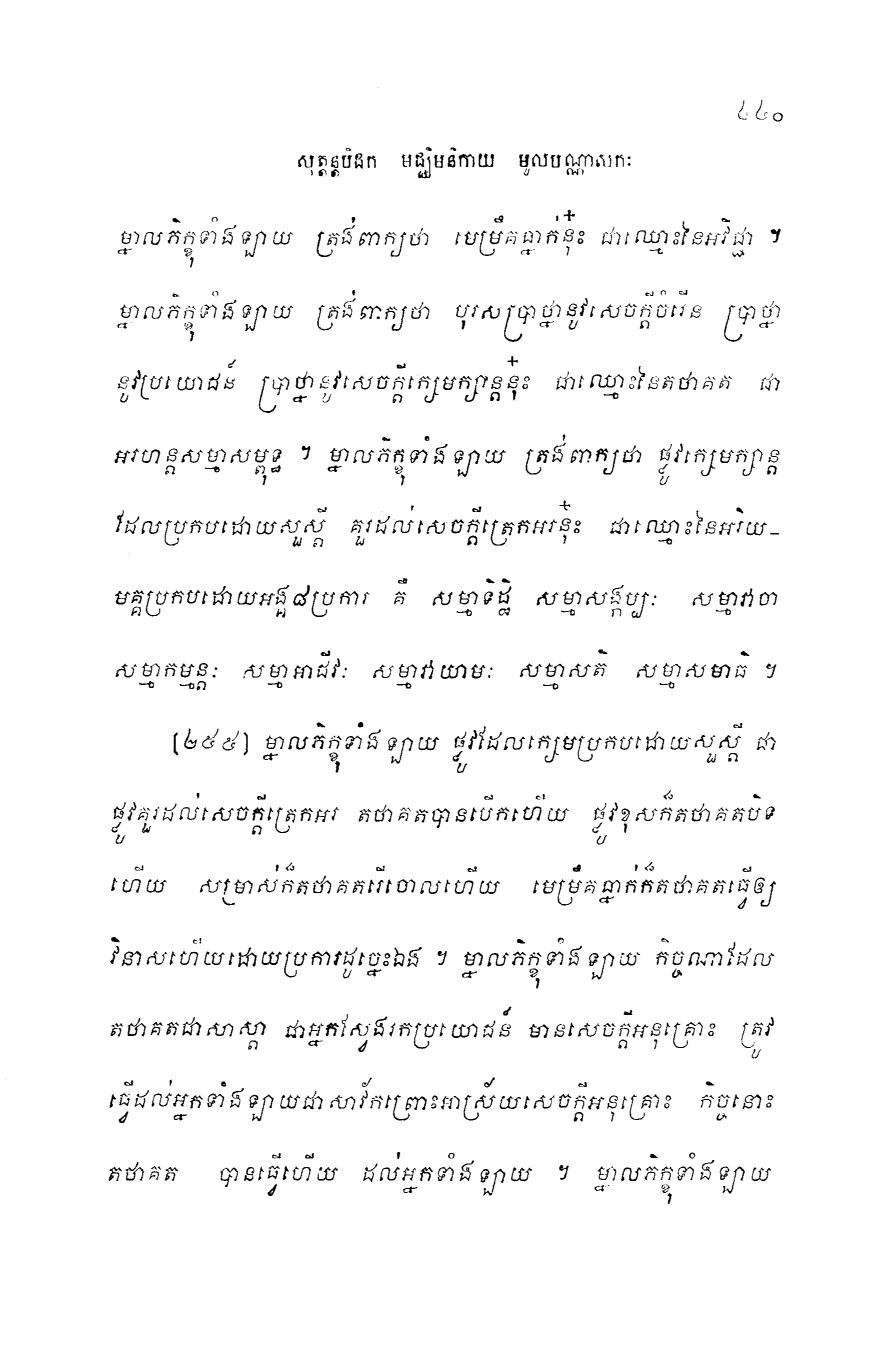 ៤៤០
សុត្តន្តបិដក មជ្ឈិមនិកាយ មូលបណ្ណាសកៈ
ម្នាលភិក្ខុទាំងឡាយ ត្រង់ពាក្យថា មេម្រឹគធ្នាក់នុ៎ះ ជាឈ្មោះនៃអវិជ្ជា ។
ម្នាលភិក្ខុទាំងឡាយ ត្រង់ពាក្យថា បុរសប្រាថ្នានូវសេចក្តីចំរើន ប្រាថ្នា
នូវប្រយោជន៍ ប្រាថ្នានូវសេចក្តីក្សេមក្សាន្តនុ៎ះ ជាឈ្មោះនៃតថាគត ជា
អរហន្តសម្មាសម្ពុទ្ធ ។ ម្នាលភិក្ខុទាំងឡាយ ត្រង់ពាក្យថា ផ្លូវក្សេមក្សាន្ត
ដែលប្រកបដោយសួស្តី គួរដល់សេចក្តីត្រេកអរនុ៎ះ ជាឈ្មោះនៃអរិយ-
មគ្គប្រកបដោយអង្គ៨ប្រការ គឺ សម្មាទិដ្ឋិ សម្មាសង្កប្បៈ សម្មាវាចា
សម្មាកម្មន្តៈ សម្មាអាជីវៈ សម្មាវាយាមៈ សម្មាសតិ សម្មាសមាធិ ។
[២៥៥] ម្នាលភិក្ខុទាំងឡាយ ផ្លូវដែលក្សេមប្រកបដោយសួស្តី ជា
ផ្លូវគួរដល់សេចក្តីត្រេកអរ តថាគតបានបើកហើយ ផ្លូវខុសក៏តថាគតបិទ
ហើយ សម្រាស់ក៏តថាគតរើចោលហើយ មេម្រឹគធ្នាក់ក៏តថាគតធ្វើឲ្យ
វិនាសហើយដោយប្រការដូច្នេះឯង ។ ម្នាលភិក្ខុទាំងឡាយ កិច្ចណាដែល
តថាគតជាសាស្តា ជាអ្នកស្វែងរកប្រយោជន៍ មានសេចក្តីអនុគ្រោះ ត្រូវ
ធ្វើដល់អ្នកទាំងឡាយជាសាវ័កព្រោះអាស្រ័យសេចក្តីអនុគ្រោះ កិច្ចនោះ
តថាគត បានធ្វើហើយ ដល់អ្នកទាំងឡាយ ។ ម្នាលភិក្ខុទាំងឡាយ